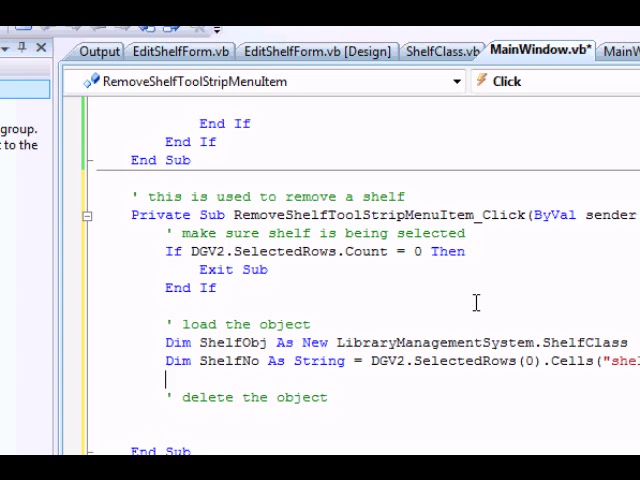 Output EditShelfForm.vb EditShelfForm.vb [Design] ShelfClass.vb MainWindow.vb* MainW
RemoveShelfToolStripMenuItem Click
group.
t to the
End If
End If
End Sub
' this is used to remove a shelf
Private Sub RemoveShelfToolStripMenuItem_Click(ByVal sender
' make sure shelf is being selected
If DGV2.SelectedRows.Count = 0 Then
Exit Sub
End If
' load the object
Dim ShelfObj As New LibraryManagementSystem.ShelfClass
Dim ShelfNo As String = DGV2.SelectedRows(0).Cells("shel
' delete the object
End Sub